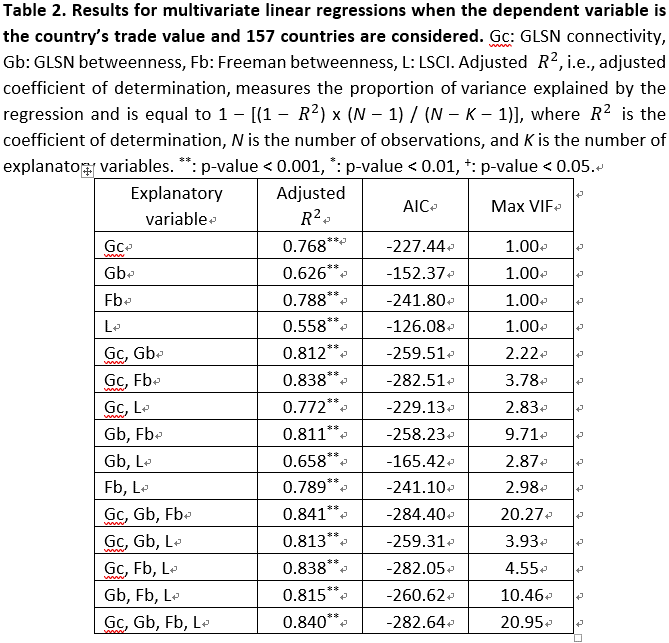 Table 2. Results for multivariate linear regressions when the dependent variable is
the country's trade value and 157 countries are considered. Gc: GLSN connectivity,
Gb: GLSN betweenness, Fb: Freeman betweenness, L: LSCI. Adjusted R², i.e., adjusted
coefficient of determination, measures the proportion of variance explained by the
regression and is equal to 1 – [(1 – R²) x (N – 1) / (N – K – 1)], where R² is the
coefficient of determination, N is the number of observations, and K is the number of
explanatory variables. **: p-value < 0.001, *: p-value < 0.01, +: p-value < 0.05.
Explanatory variable Adjusted R² AIC Max VIF
Gc 0.768** -227.44 1.00
Gb 0.626** -152.37 1.00
Fb 0.788** -241.80 1.00
L 0.558** -126.08 1.00
Gc, Gb 0.812** -259.51 2.22
Gc, Fb 0.838** -282.51 3.78
Gc, L 0.772** -229.13 2.83
Gb, Fb 0.811** -258.23 9.71
Gb, L 0.658** -165.42 2.87
Fb, L 0.789** -241.10 2.98
Gc, Gb, Fb 0.841** -284.40 20.27
Gc, Gb, L 0.813** -259.31 3.93
Gc, Fb, L 0.838** -282.05 4.55
Gb, Fb, L 0.815** -260.62 10.46
Gc, Gb, Fb, L 0.840** -282.64 20.95